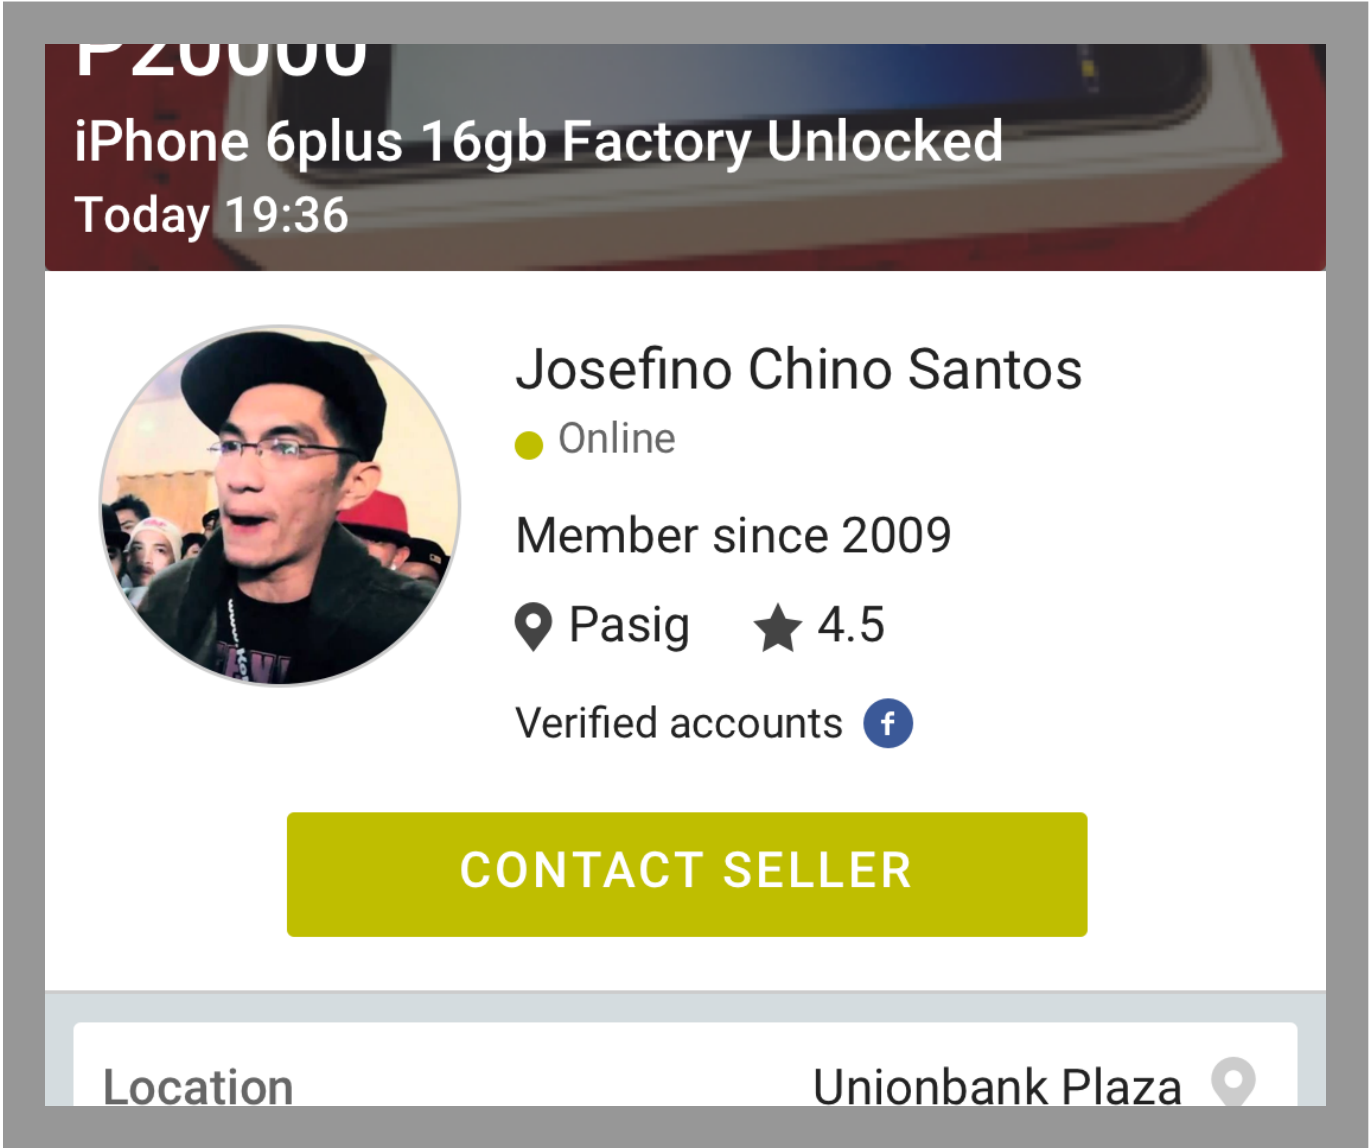 P20000
iPhone 6plus 16gb Factory Unlocked
Today 19:36
Josefino Chino Santos
Online
Member since 2009
Pasig 4.5
Verified accounts f
CONTACT SELLER
Location Unionbank Plaza